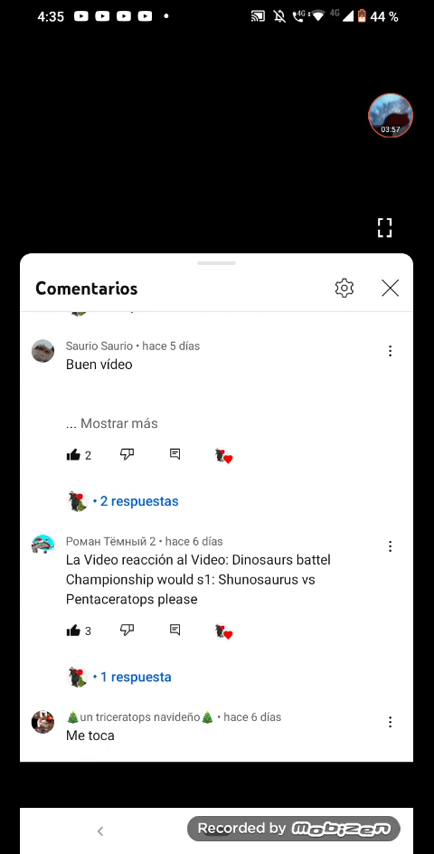 4:35
4G
4G
44 %
03:57
Comentarios
Saurio Saurio • hace 5 días
Buen vídeo
... Mostrar más
2
• 2 respuestas
Роман Тёмный 2 • hace 6 días
La Video reacción al Video: Dinosaurs battel
Championship would s1: Shunosaurus vs
Pentaceratops please
3
• 1 respuesta
🎄un triceratops navideño🎄 • hace 6 días
Me toca
Recorded by mobizen